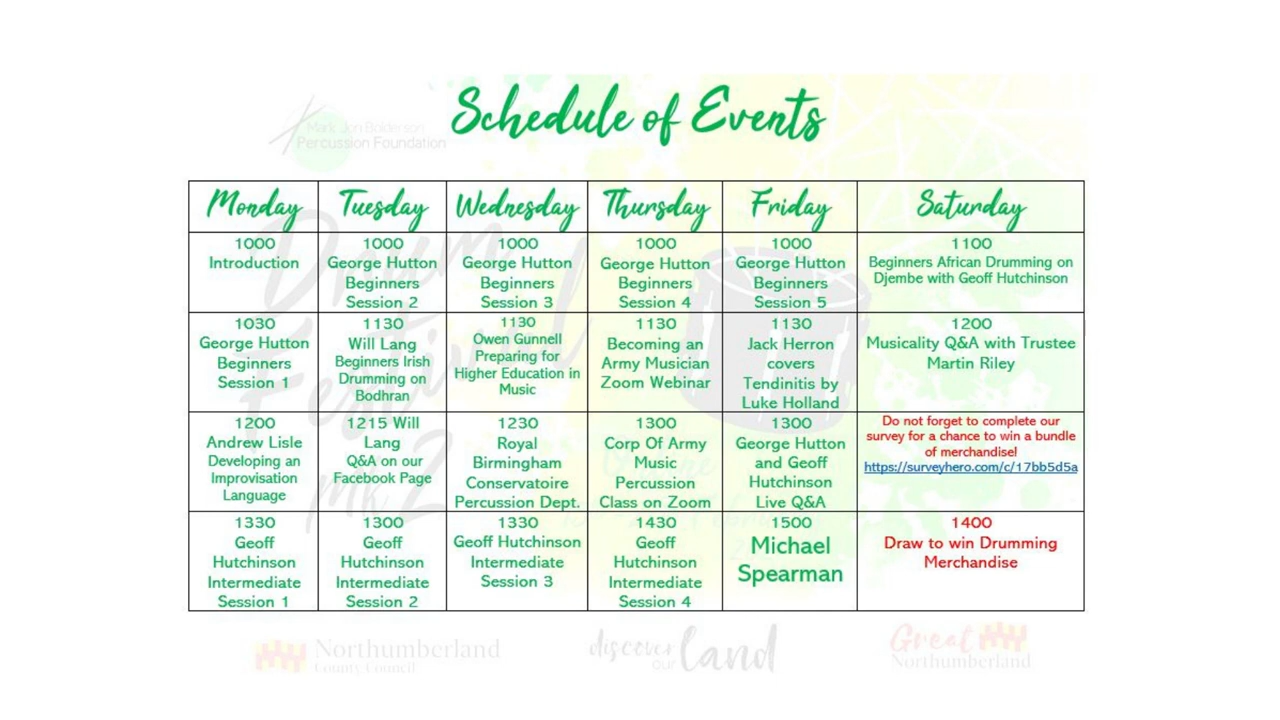 Schedule of Events
Mark Jon Bolderson
Percussion Foundation
Monday
Tuesday
Wednesday
Thursday
Friday
Saturday
1000
Introduction
1000
George Hutton
Beginners
Session 2
1000
George Hutton
Beginners
Session 3
1000
George Hutton
Beginners
Session 4
1000
George Hutton
Beginners
Session 5
1100
Beginners African Drumming on
Djembe with Geoff Hutchinson
1030
George Hutton
Beginners
Session 1
1130
Will Lang
Beginners Irish
Drumming on
Bodhran
1130
Owen Gunnell
Preparing for
Higher Education in
Music
1130
Becoming an
Army Musician
Zoom Webinar
1130
Jack Herron
covers
Tendinitis by
Luke Holland
1200
Musicality Q&A with Trustee
Martin Riley
1200
Andrew Lisle
Developing an
Improvisation
Language
1215 Will
Lang
Q&A on our
Facebook Page
1230
Royal
Birmingham
Conservatoire
Percussion Dept.
1300
Corp Of Army
Music
Percussion
Class on Zoom
1300
George Hutton
and Geoff
Hutchinson
Live Q&A
Do not forget to complete our
survey for a chance to win a bundle
of merchandise!
https://surveyhero.com/c/17bb5d5a
1330
Geoff
Hutchinson
Intermediate
Session 1
1300
Geoff
Hutchinson
Intermediate
Session 2
1330
Geoff Hutchinson
Intermediate
Session 3
1430
Geoff
Hutchinson
Intermediate
Session 4
1500
Michael
Spearman
1400
Draw to win Drumming
Merchandise
Drum
Festival
Mk 2
Northumberland
County Council
discover
our land
Great
Northumberland